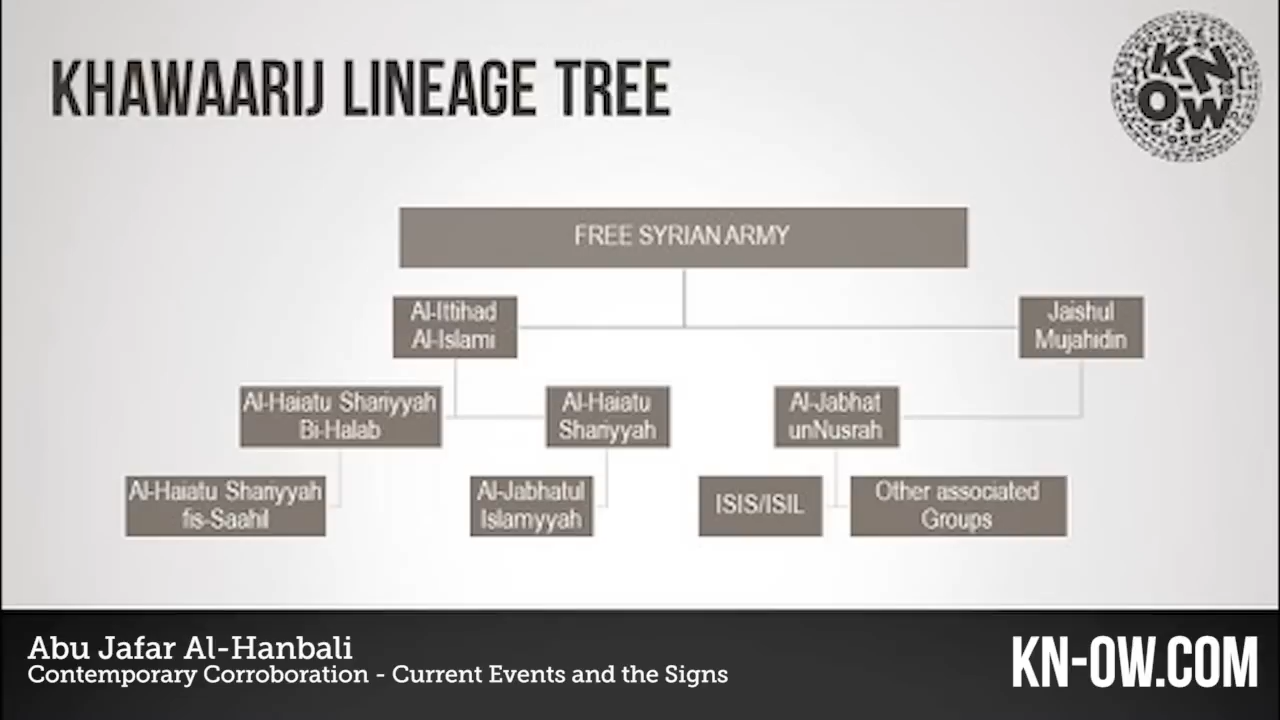 KHAWAARIJ LINEAGE TREE
KN
O-W
FREE SYRIAN ARMY
Al-Ittihad
Al-Islami
Jaishul
Mujahidin
Al-Haiatu Shariyyah
Bi-Halab
Al-Haiatu
Shariyyah
Al-Jabhat
unNusrah
Al-Haiatu Shariyyah
fis-Saahil
Al-Jabhatul
Islamyyah
ISIS/ISIL
Other associated
Groups
Abu Jafar Al-Hanbali
Contemporary Corroboration - Current Events and the Signs
KN-OW.COM